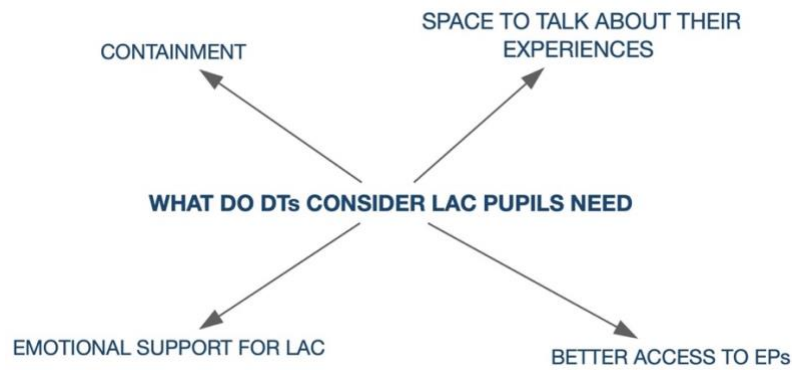 CONTAINMENT
SPACE TO TALK ABOUT THEIR
EXPERIENCES
WHAT DO DTs CONSIDER LAC PUPILS NEED
EMOTIONAL SUPPORT FOR LAC
BETTER ACCESS TO EPs